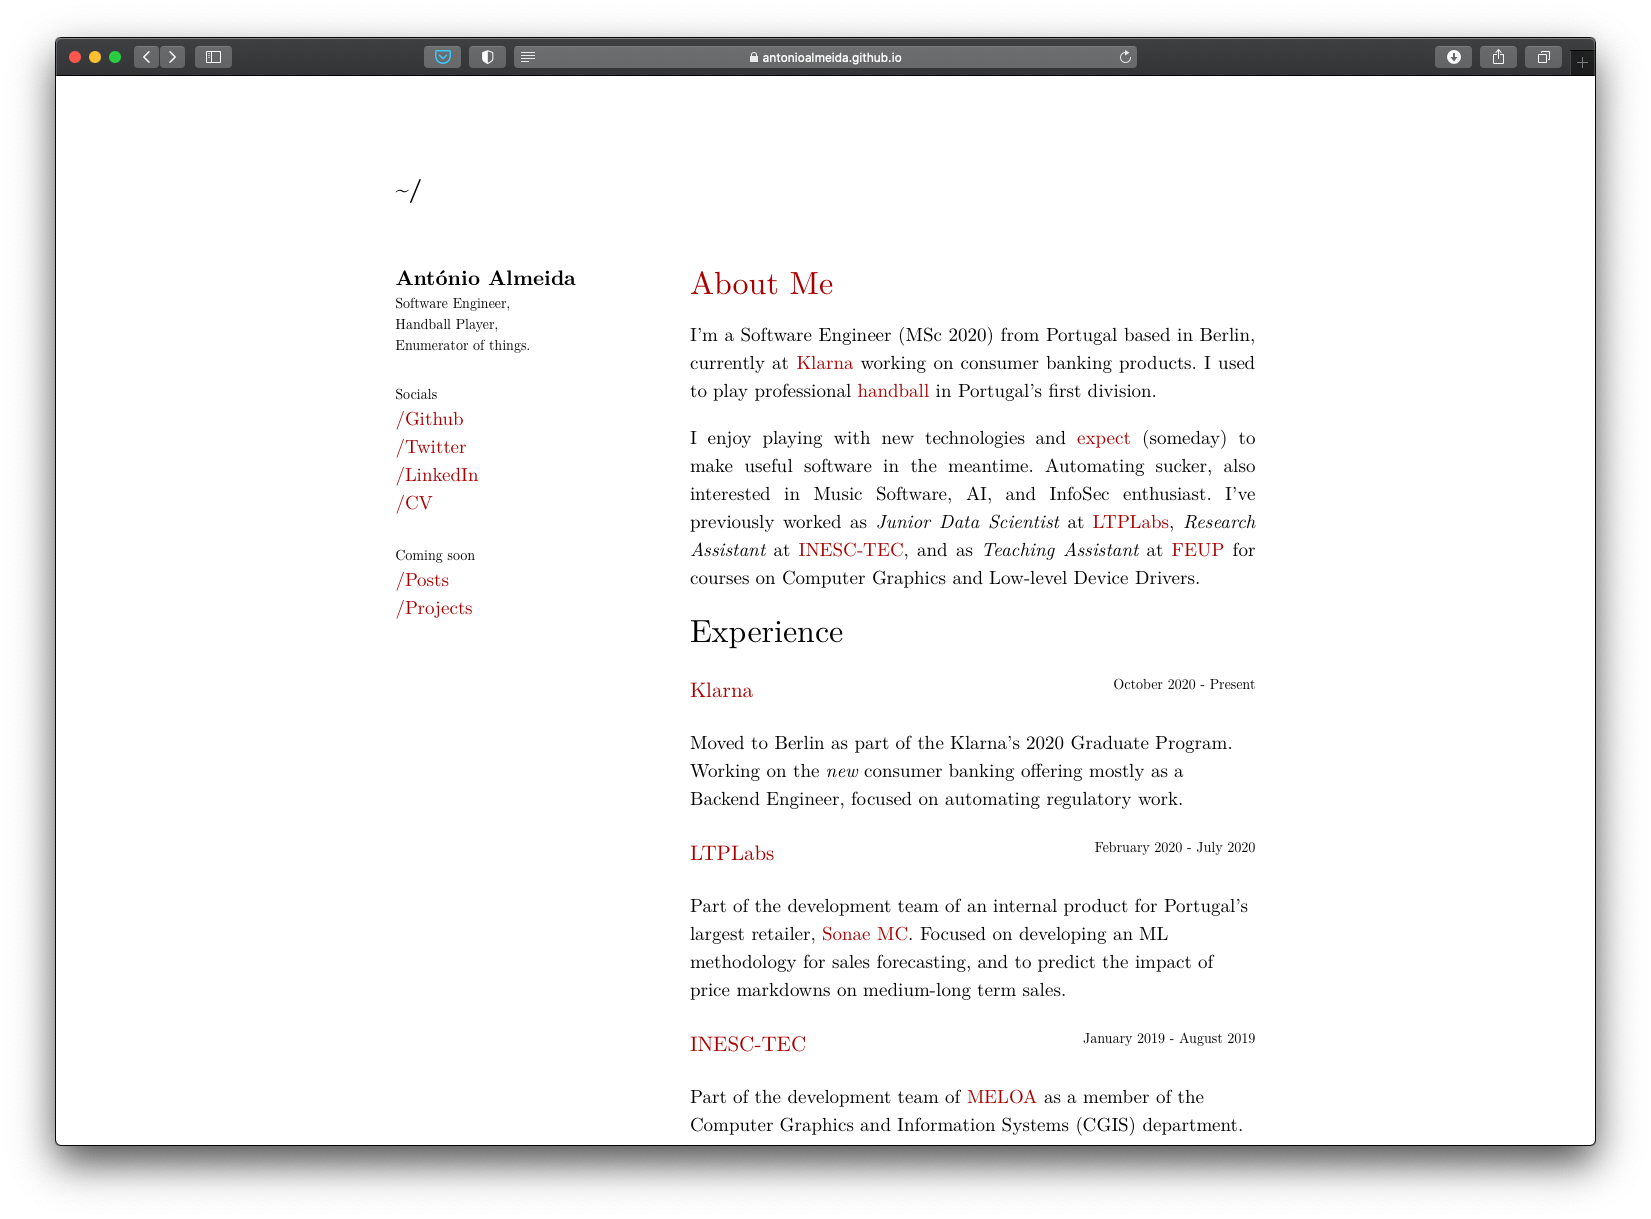 antonioalmeida.github.io
~/
António Almeida
Software Engineer,
Handball Player,
Enumerator of things.
Socials
/Github
/Twitter
/LinkedIn
/CV
Coming soon
/Posts
/Projects
About Me
I'm a Software Engineer (MSc 2020) from Portugal based in Berlin,
currently at Klarna working on consumer banking products. I used
to play professional handball in Portugal's first division.
I enjoy playing with new technologies and expect (someday) to
make useful software in the meantime. Automating sucker, also
interested in Music Software, AI, and InfoSec enthusiast. I've
previously worked as Junior Data Scientist at LTPLabs, Research
Assistant at INESC-TEC, and as Teaching Assistant at FEUP for
courses on Computer Graphics and Low-level Device Drivers.
Experience
Klarna
October 2020 - Present
Moved to Berlin as part of the Klarna's 2020 Graduate Program.
Working on the new consumer banking offering mostly as a
Backend Engineer, focused on automating regulatory work.
LTPLabs
February 2020 - July 2020
Part of the development team of an internal product for Portugal's
largest retailer, Sonae MC. Focused on developing an ML
methodology for sales forecasting, and to predict the impact of
price markdowns on medium-long term sales.
INESC-TEC
January 2019 - August 2019
Part of the development team of MELOA as a member of the
Computer Graphics and Information Systems (CGIS) department.